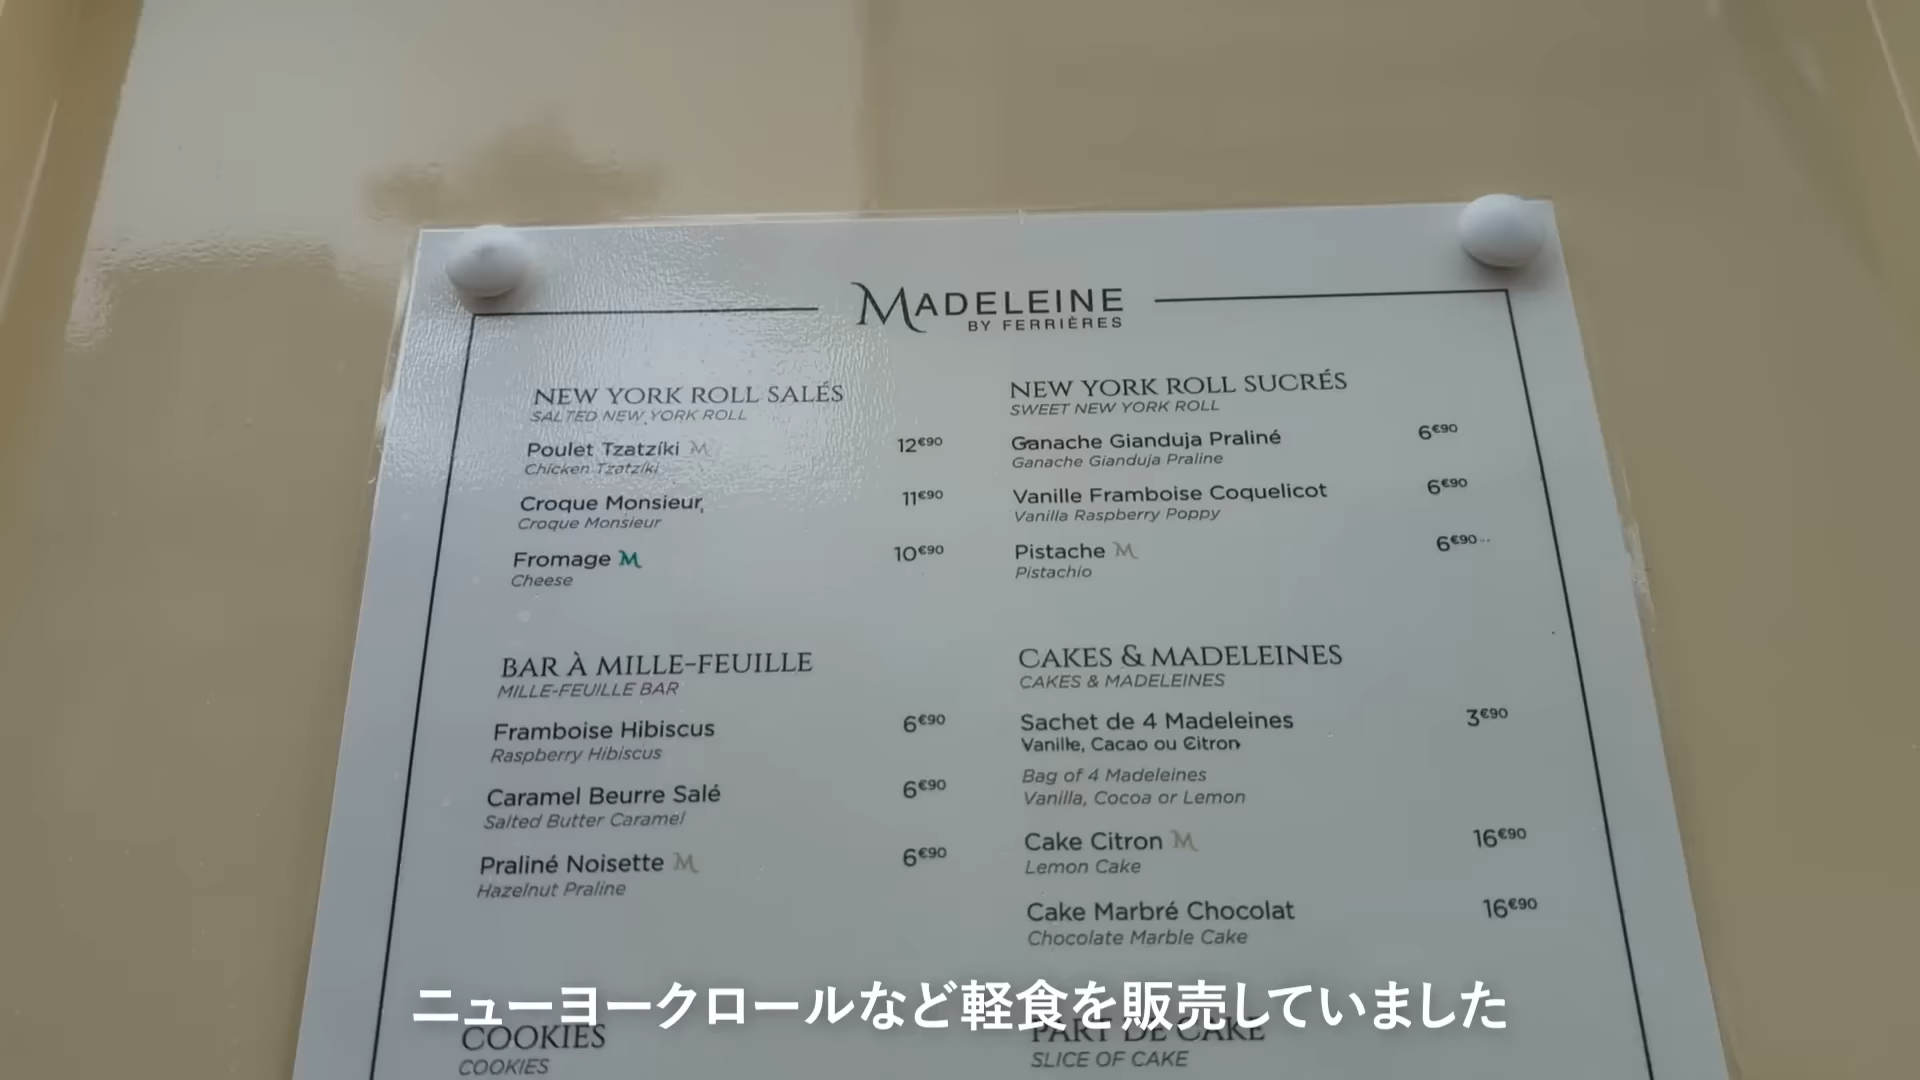 MADELEINE
BY FERRIÈRES
NEW YORK ROLL SALÉS
SALTED NEW YORK ROLL
Poulet Tzatzíki M 12€90
Chicken Tzatzíki
Croque Monsieur 11€90
Croque Monsieur
Fromage M 10€90
Cheese
NEW YORK ROLL SUCRÉS
SWEET NEW YORK ROLL
Ganache Gianduja Praliné 6€90
Ganache Gianduja Praline
Vanille Framboise Coquelicot 6€90
Vanilla Raspberry Poppy
Pistache M 6€90
Pistachio
BAR À MILLE-FEUILLE
MILLE-FEUILLE BAR
Framboise Hibiscus 6€90
Raspberry Hibiscus
Caramel Beurre Salé 6€90
Salted Butter Caramel
Praliné Noisette M 6€90
Hazelnut Praline
CAKES & MADELEINES
CAKES & MADELEINES
Sachet de 4 Madeleines 3€90
Vanille, Cacao ou Citron
Bag of 4 Madeleines
Vanilla, Cocoa or Lemon
Cake Citron M 16€90
Lemon Cake
Cake Marbré Chocolat 16€90
Chocolate Marble Cake
COOKIES
COOKIES
PART DE CAKE
SLICE OF CAKE
ニューヨークロールなど軽食を販売していました